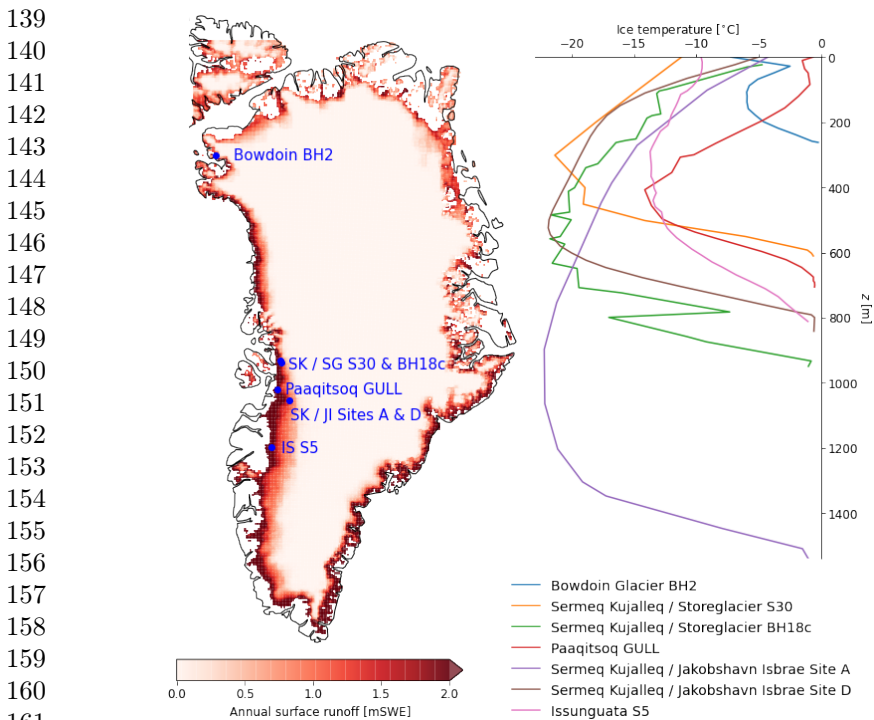 139
140
141
142
143
144
145
146
147
148
149
150
151
152
153
154
155
156
157
158
159
160
161
Bowdoin BH2
SK / SG S30 & BH18c
Paaqitsoq GULL
SK / JI Sites A & D
IS S5
0.0 0.5 1.0 1.5 2.0
Annual surface runoff [mSWE]
Ice temperature [°C]
−20 −15 −10 −5 0
0
200
400
600
800
1000
1200
1400
z [m]
Bowdoin Glacier BH2
Sermeq Kujalleq / Storeglacier S30
Sermeq Kujalleq / Storeglacier BH18c
Paaqitsoq GULL
Sermeq Kujalleq / Jakobshavn Isbrae Site A
Sermeq Kujalleq / Jakobshavn Isbrae Site D
Issunguata S5